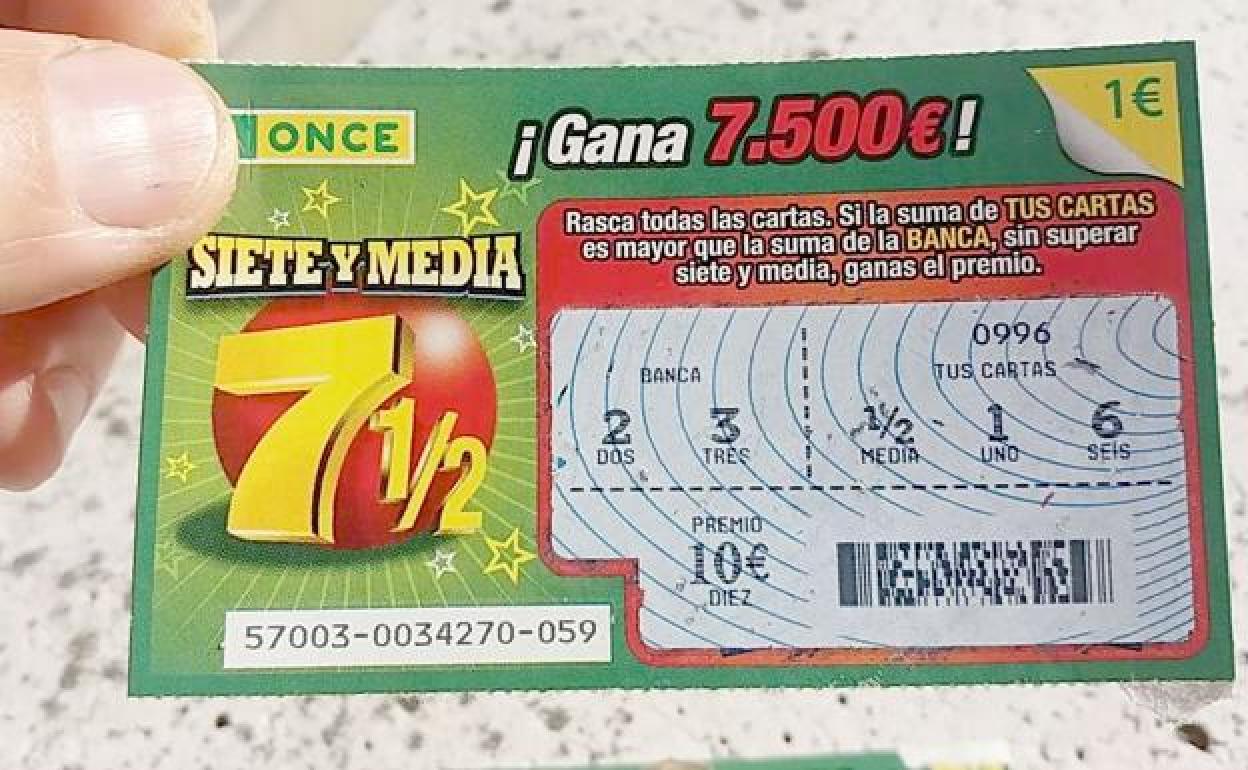 ONCE
¡Gana 7.500€!
1€
Rasca todas las cartas. Si la suma de TUS CARTAS
es mayor que la suma de la BANCA, sin superar
siete y media, ganas el premio.
SIETE Y MEDIA
7 1/2
0996
BANCA
TUS CARTAS
2 3 1/2 1 6
DOS TRES MEDIA UNO SEIS
PREMIO
10€
DIEZ
57003-0034270-059